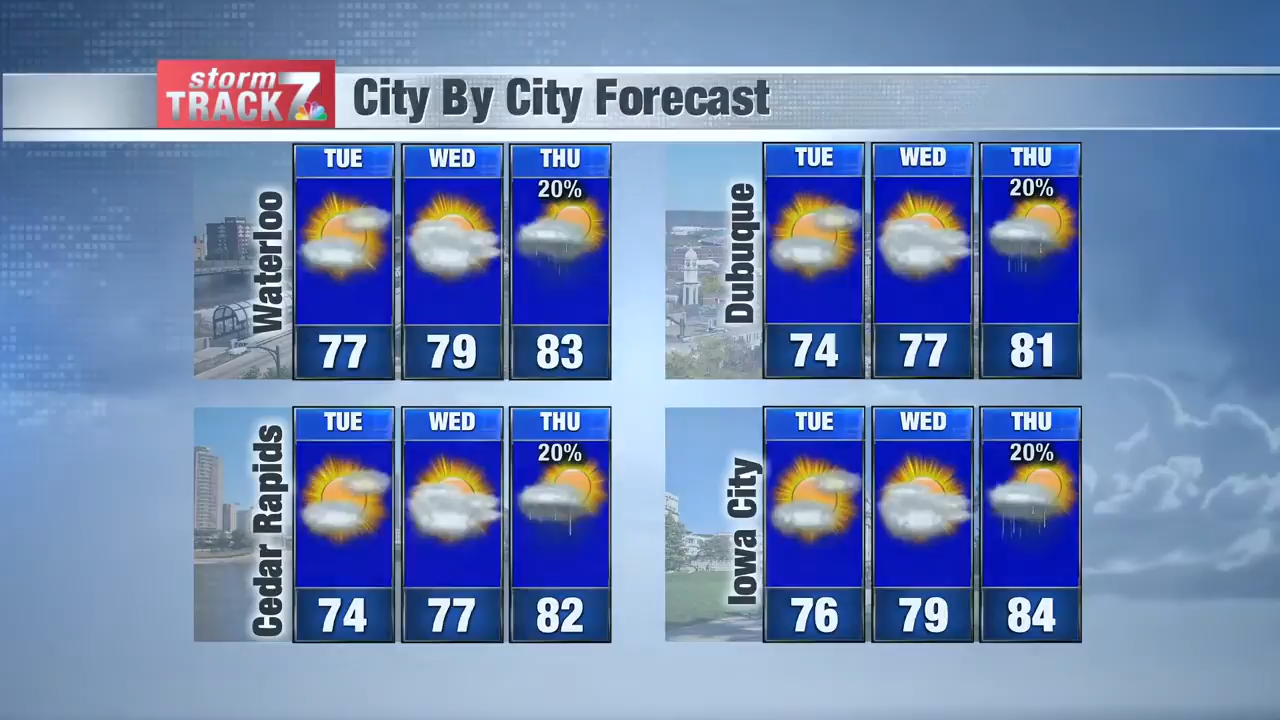 storm
TRACK 7
City By City Forecast
Waterloo
TUE WED THU
20%
77 79 83
Dubuque
TUE WED THU
20%
74 77 81
Cedar Rapids
TUE WED THU
20%
74 77 82
Iowa City
TUE WED THU
20%
76 79 84